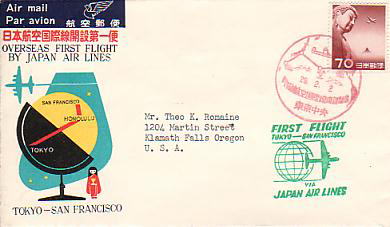 Air mail
Par avion 航空郵便
日本航空国際線開設第一便
OVERSEAS FIRST FLIGHT
BY JAPAN AIR LINES
SAN FRANCISCO
HONOLULU
TOKYO
TOKYO—SAN FRANCISCO
Mr. Theo K. Romaine
1204 Martin Street
Klamath Falls Oregon
U. S. A.
70 日本郵便
29. 2. 2
東京中央
FIRST FLIGHT
TOKYO—SAN FRANCISCO
VIA
JAPAN AIR LINES